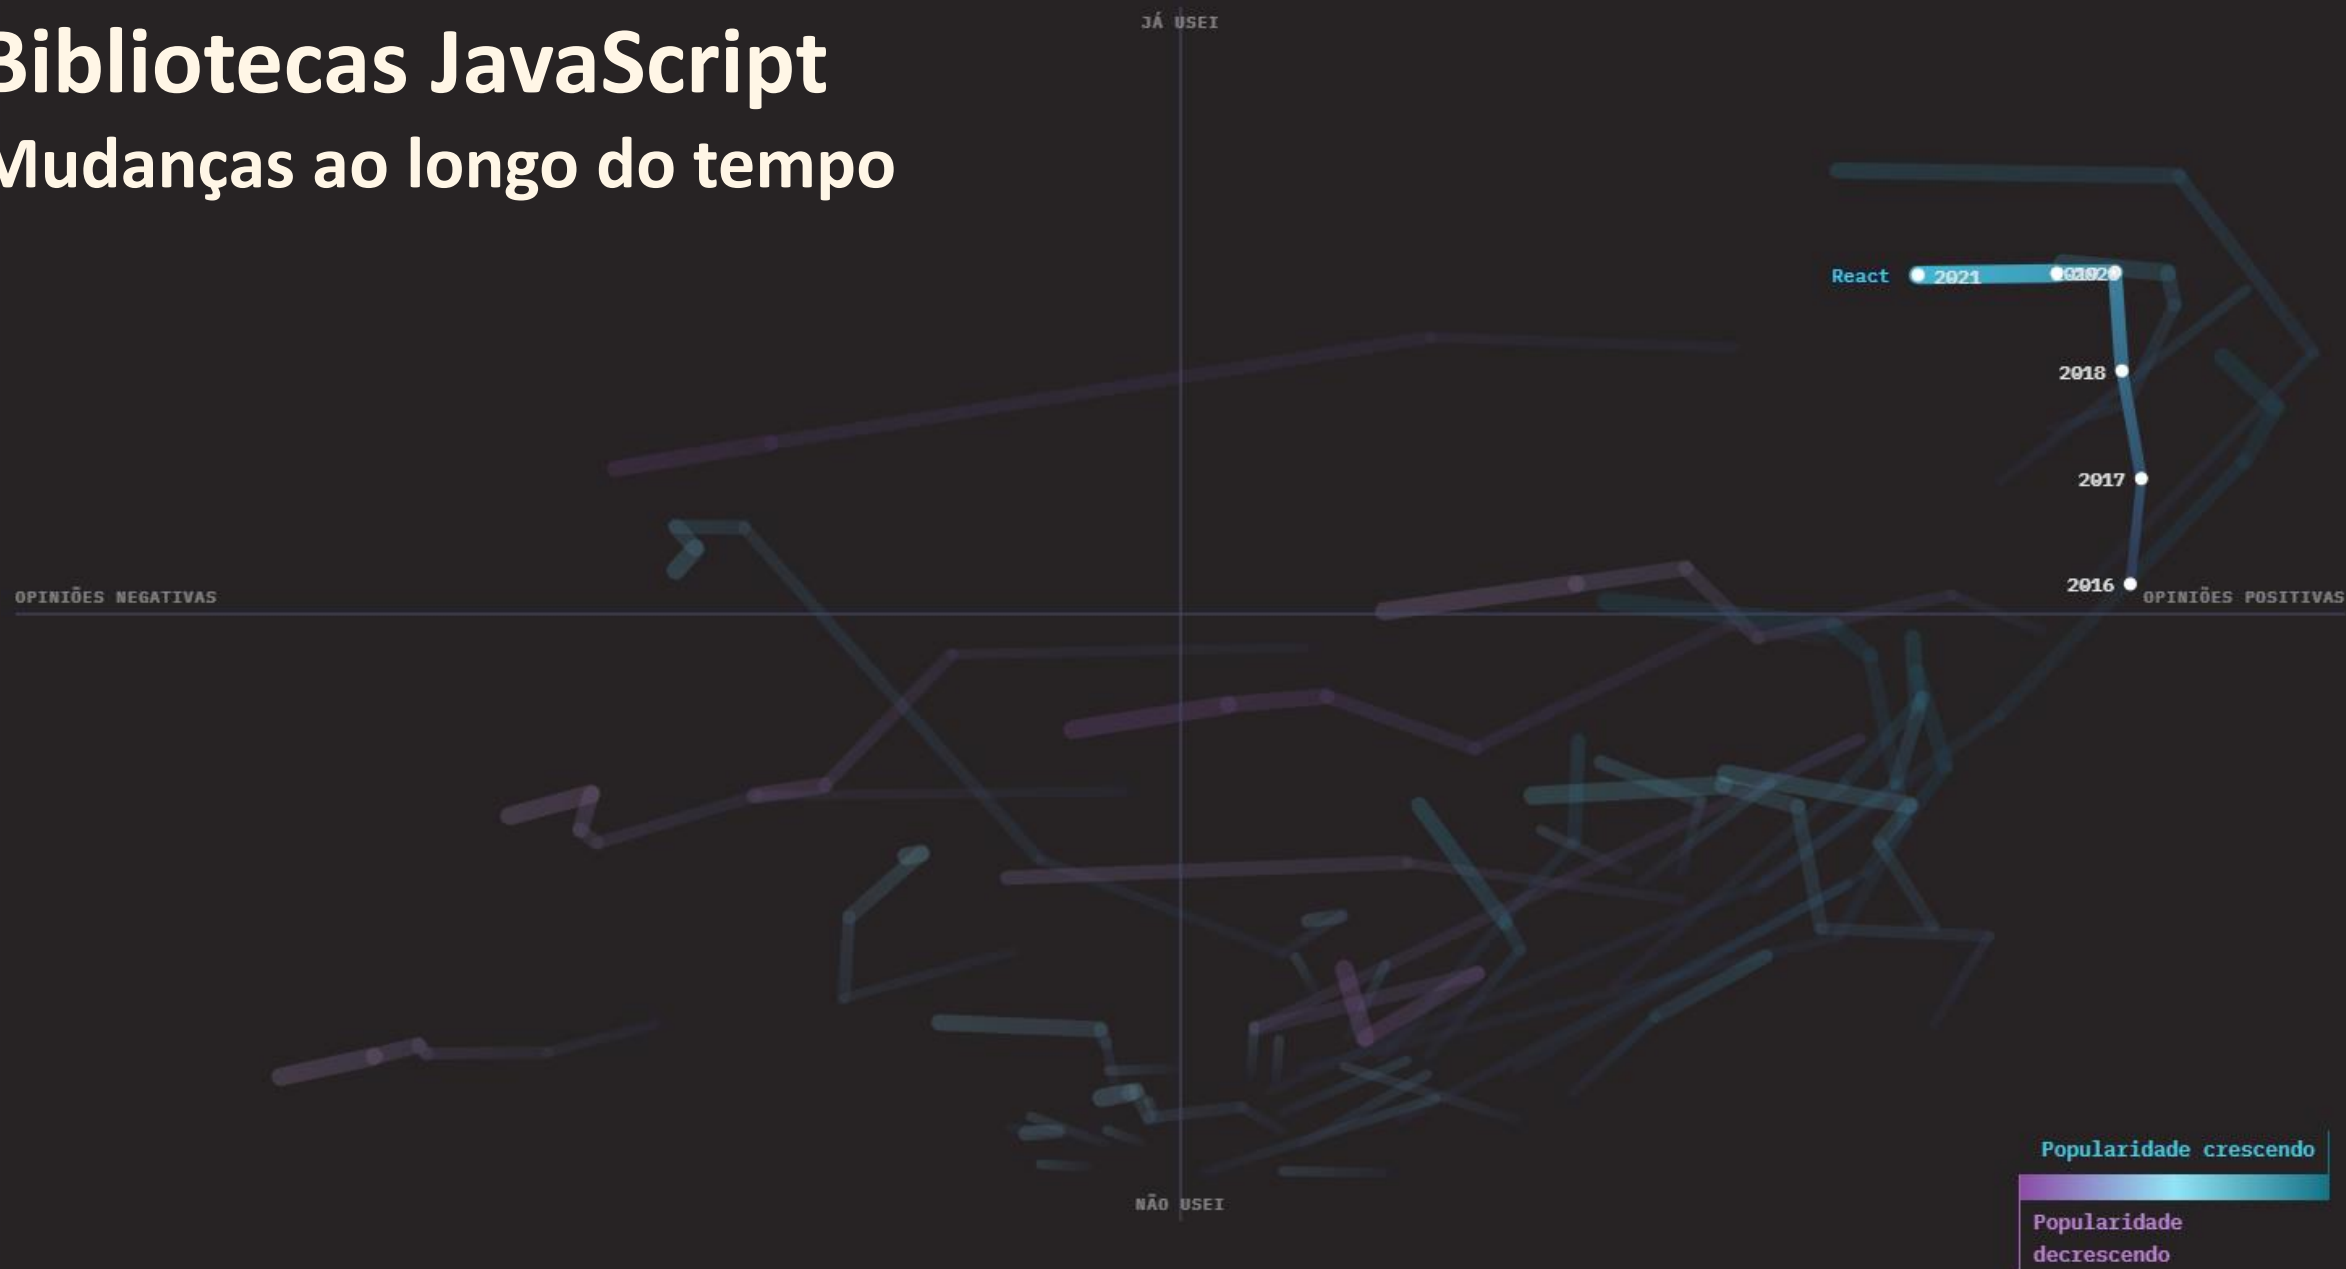 Bibliotecas JavaScript
Mudanças ao longo do tempo
JÁ USEI
React
2021
2018
2017
2016
OPINIÕES NEGATIVAS
OPINIÕES POSITIVAS
NÃO USEI
Popularidade crescendo
Popularidade
decrescendo